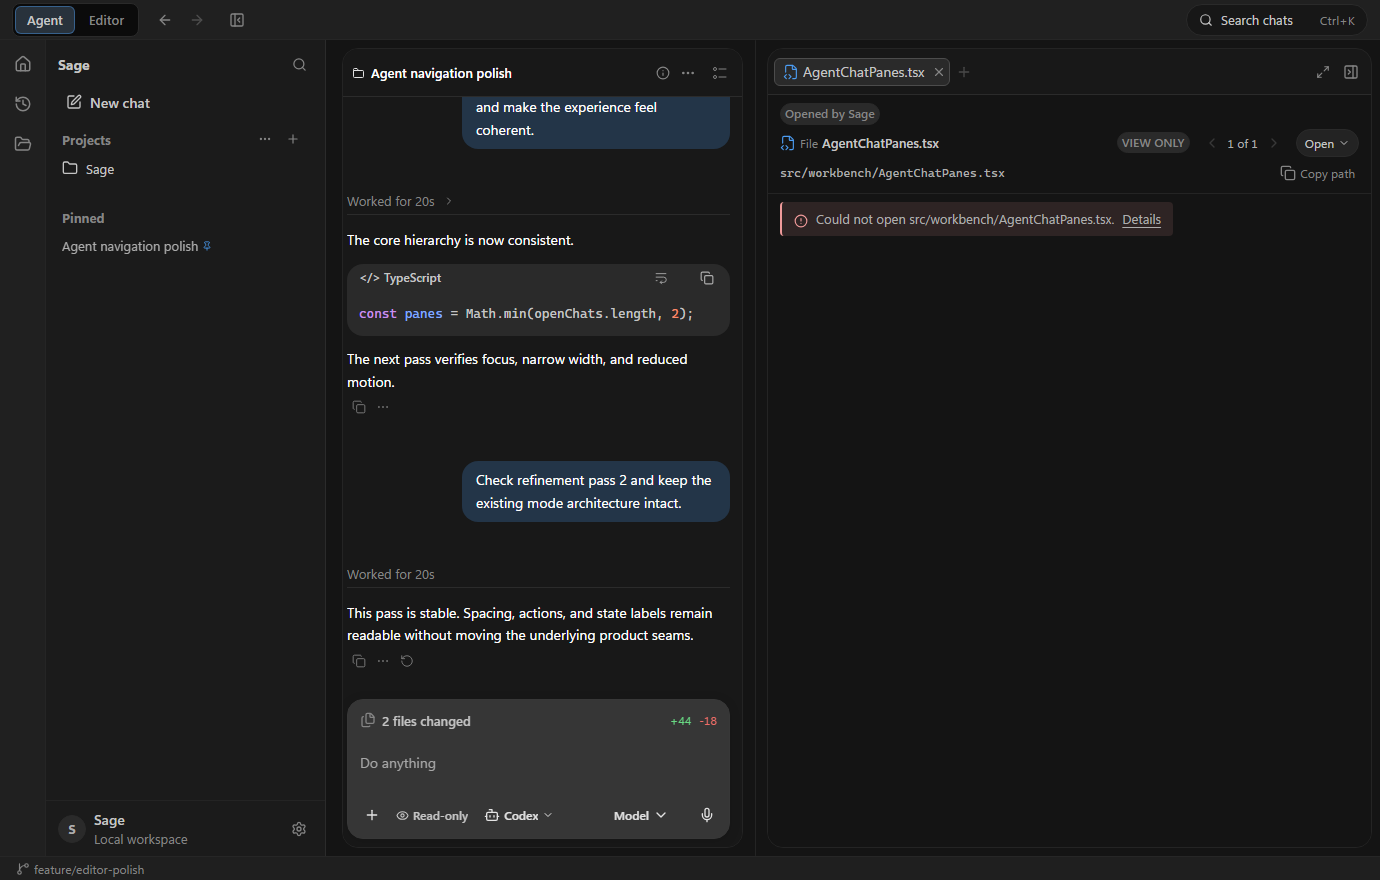 Agent
Editor
Search chats
Ctrl+K
Sage
New chat
Projects
Sage
Pinned
Agent navigation polish
S
Sage
Local workspace
feature/editor-polish
Agent navigation polish
and make the experience feel
coherent.
Worked for 20s
The core hierarchy is now consistent.
</> TypeScript
const panes = Math.min(openChats.length, 2);
The next pass verifies focus, narrow width, and reduced
motion.
Check refinement pass 2 and keep the
existing mode architecture intact.
Worked for 20s
This pass is stable. Spacing, actions, and state labels remain
readable without moving the underlying product seams.
2 files changed
+44 -18
Do anything
Read-only
Codex
Model
AgentChatPanes.tsx
Opened by Sage
File AgentChatPanes.tsx
VIEW ONLY
1 of 1
Open
src/workbench/AgentChatPanes.tsx
Copy path
Could not open src/workbench/AgentChatPanes.tsx. Details